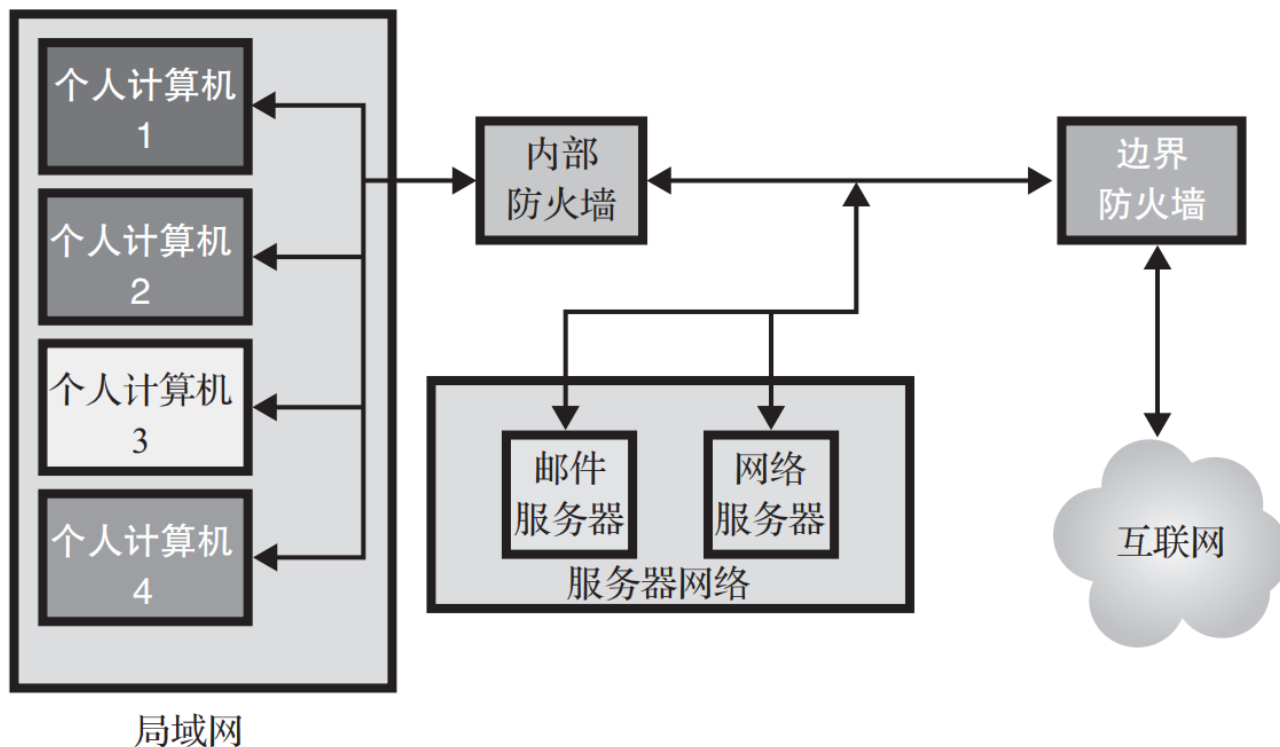 个人计算机
1
个人计算机
2
个人计算机
3
个人计算机
4
局域网
内部
防火墙
边界
防火墙
邮件
服务器
网络
服务器
服务器网络
互联网